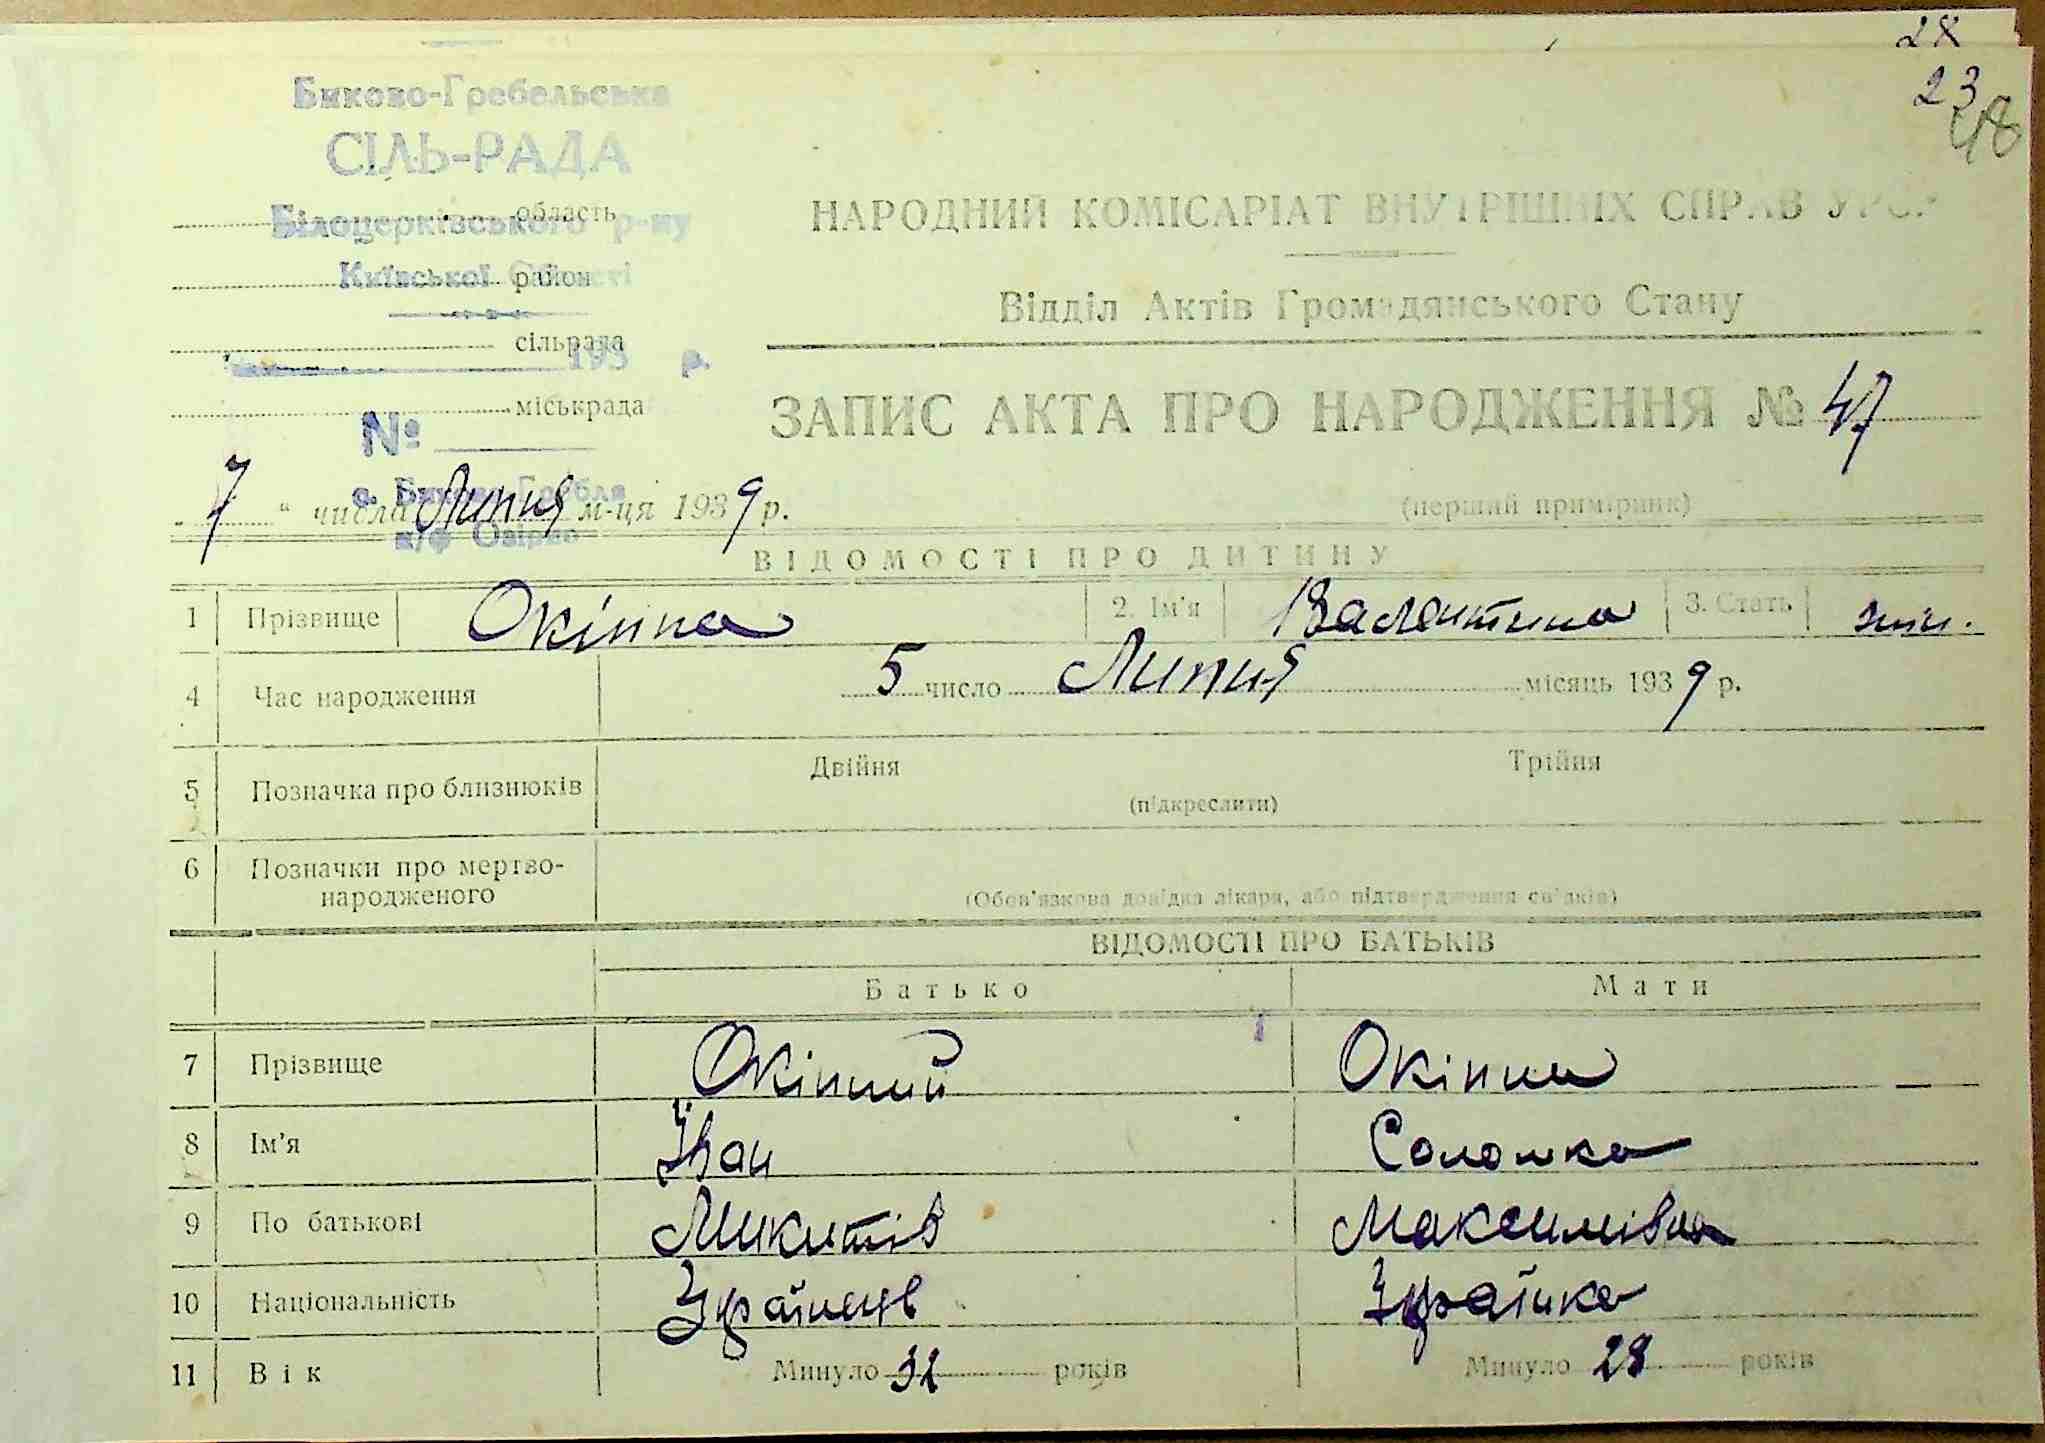 28
23
48
Биково-Гребельська
СІЛЬ-РАДА
Білоцерківського р-ну
Київської Області
область
район
сільрада
193 р.
міськрада
№
с. Биково-Гребля
п/ф Озірно
НАРОДНИЙ КОМІСАРІАТ ВНУТРІШНІХ СПРАВ УРСР
Відділ Актів Громадянського Стану
ЗАПИС АКТА ПРО НАРОДЖЕННЯ № 47
7 " числа Липня м-ця 1939 р.
(перший примірник)
ВІДОМОСТІ ПРО ДИТИНУ
1 Прізвище Окіпна 2. Ім'я Валентина 3. Стать жін.
4 Час народження 5 число Липня місяць 1939 р.
5 Позначка про близнюків Двійня Трійня
(підкреслити)
6 Позначки про мертво-
народженого
(Обов'язкова довідка лікаря, або підтвердження свідків)
ВІДОМОСТІ ПРО БАТЬКІВ
Батько Мати
7 Прізвище Окіпний Окіпна
8 Ім'я Іван Соломка
9 По батькові Микитів Максимівна
10 Національність Українець Українка
11 Вік Минуло 32 років Минуло 28 років